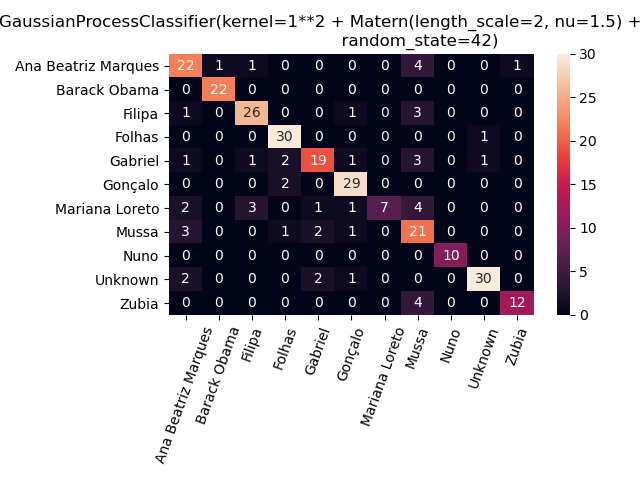 GaussianProcessClassifier(kernel=1**2 + Matern(length_scale=2, nu=1.5) +
random_state=42)
Ana Beatriz Marques 22 1 1 0 0 0 0 4 0 0 1
Barack Obama 0 22 0 0 0 0 0 0 0 0 0
Filipa 1 0 26 0 0 1 0 3 0 0 0
Folhas 0 0 0 30 0 0 0 0 0 1 0
Gabriel 1 0 1 2 19 1 0 3 0 1 0
Gonçalo 0 0 0 2 0 29 0 0 0 0 0
Mariana Loreto 2 0 3 0 1 1 7 4 0 0 0
Mussa 3 0 0 1 2 1 0 21 0 0 0
Nuno 0 0 0 0 0 0 0 0 10 0 0
Unknown 2 0 0 0 2 1 0 0 0 30 0
Zubia 0 0 0 0 0 0 0 4 0 0 12
Ana Beatriz Marques
Barack Obama
Filipa
Folhas
Gabriel
Gonçalo
Mariana Loreto
Mussa
Nuno
Unknown
Zubia
30
25
20
15
10
5
0